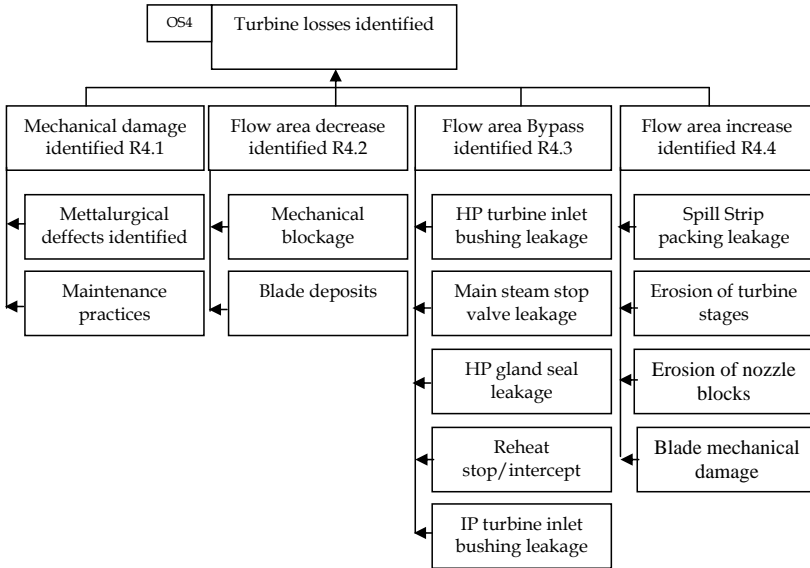 OS4
Turbine losses identified
Mechanical damage
identified R4.1
Flow area decrease
identified R4.2
Flow area Bypass
identified R4.3
Flow area increase
identified R4.4
Mettalurgical
deffects identified
Maintenance
practices
Mechanical
blockage
Blade deposits
HP turbine inlet
bushing leakage
Main steam stop
valve leakage
HP gland seal
leakage
Reheat
stop/intercept
IP turbine inlet
bushing leakage
Spill Strip
packing leakage
Erosion of turbine
stages
Erosion of nozzle
blocks
Blade mechanical
damage